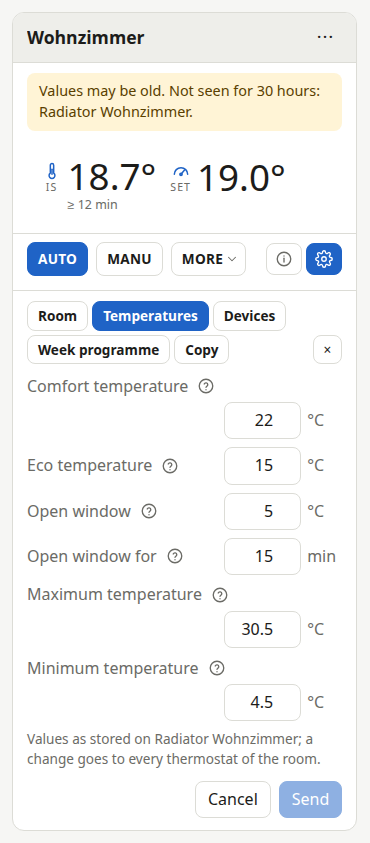 Wohnzimmer ...
Values may be old. Not seen for 30 hours:
Radiator Wohnzimmer.
IS 18.7° SET 19.0°
≥ 12 min
AUTO MANU MORE
Room Temperatures Devices
Week programme Copy ×
Comfort temperature ?
22 °C
Eco temperature ? 15 °C
Open window ? 5 °C
Open window for ? 15 min
Maximum temperature ?
30.5 °C
Minimum temperature ?
4.5 °C
Values as stored on Radiator Wohnzimmer; a
change goes to every thermostat of the room.
Cancel Send